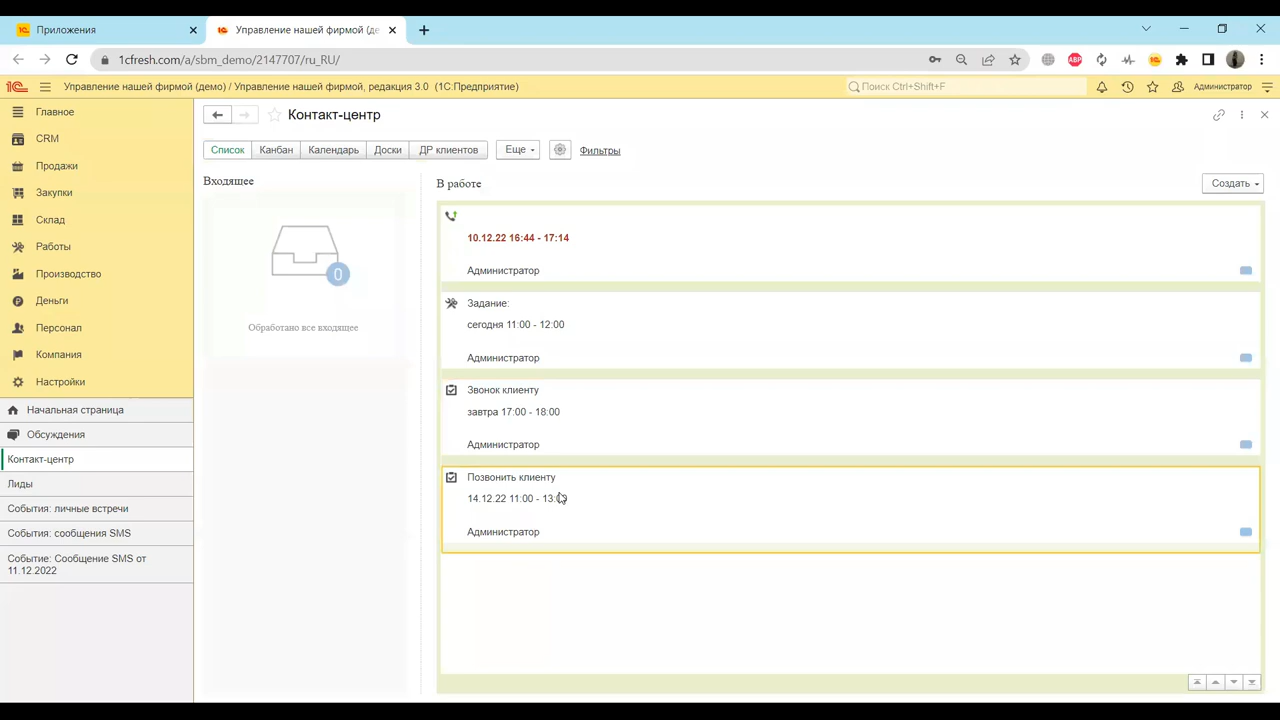 Приложения
Управление нашей фирмой (де
1cfresh.com/a/sbm_demo/2147707/ru_RU/
ABP
1С Управление нашей фирмой (демо) / Управление нашей фирмой, редакция 3.0 (1С:Предприятие)
Поиск Ctrl+Shift+F
Администратор
Главное
CRM
Продажи
Закупки
Склад
Работы
Производство
Деньги
Персонал
Компания
Настройки
Начальная страница
Обсуждения
Контакт-центр
Лиды
События: личные встречи
События: сообщения SMS
Событие: Сообщение SMS от
11.12.2022
Контакт-центр
Список Канбан Календарь Доски ДР клиентов Еще Фильтры
Входящее
0
Обработано все входящее
В работе
Создать
10.12.22 16:44 - 17:14
Администратор
Задание:
сегодня 11:00 - 12:00
Администратор
Звонок клиенту
завтра 17:00 - 18:00
Администратор
Позвонить клиенту
14.12.22 11:00 - 13:00
Администратор